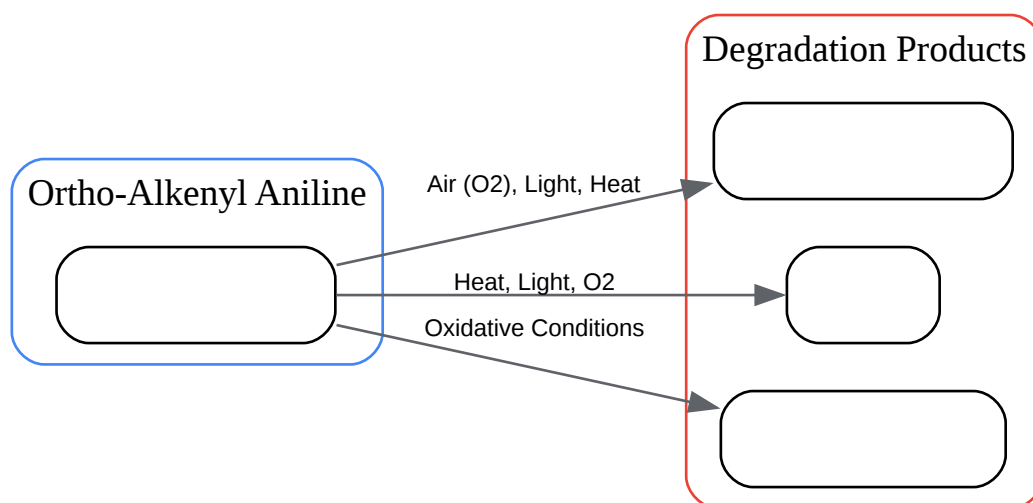 Degradation Products
Ortho-Alkenyl Aniline
Air (O2), Light, Heat
Heat, Light, O2
Oxidative Conditions